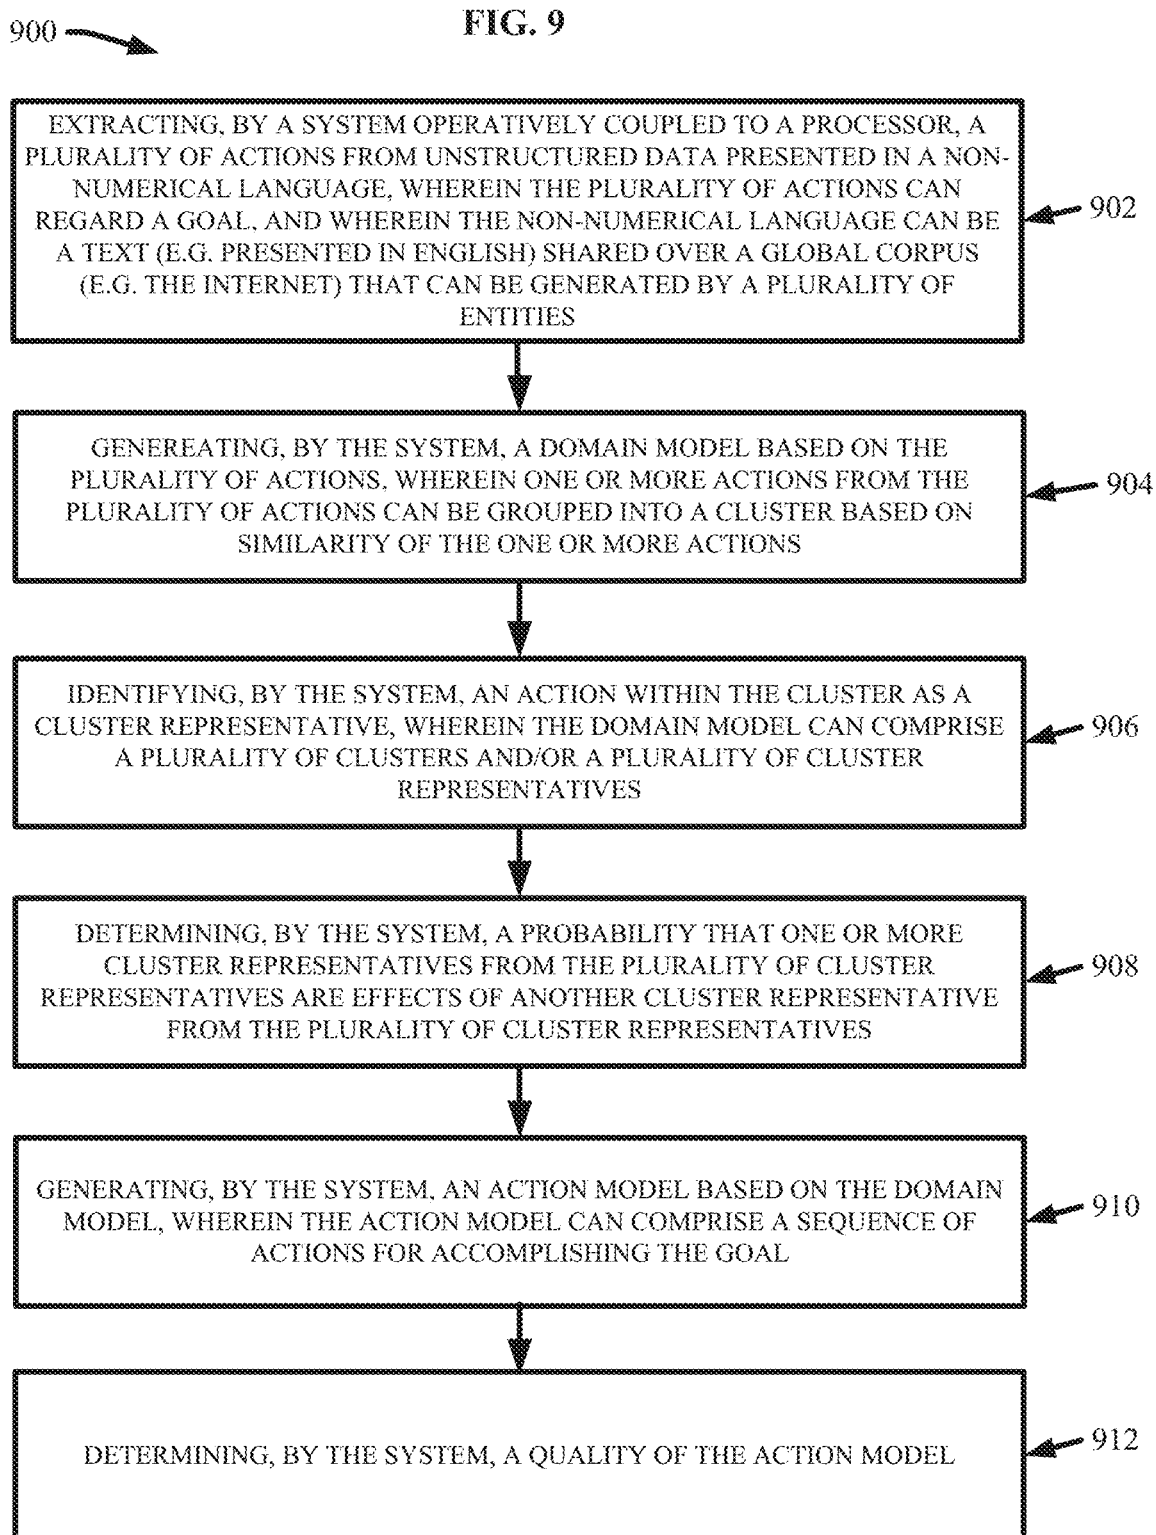 FIG. 9
900
EXTRACTING, BY A SYSTEM OPERATIVELY COUPLED TO A PROCESSOR, A
PLURALITY OF ACTIONS FROM UNSTRUCTURED DATA PRESENTED IN A NON-
NUMERICAL LANGUAGE, WHEREIN THE PLURALITY OF ACTIONS CAN
REGARD A GOAL, AND WHEREIN THE NON-NUMERICAL LANGUAGE CAN BE
A TEXT (E.G. PRESENTED IN ENGLISH) SHARED OVER A GLOBAL CORPUS
(E.G. THE INTERNET) THAT CAN BE GENERATED BY A PLURALITY OF
ENTITIES
902
GENEREATING, BY THE SYSTEM, A DOMAIN MODEL BASED ON THE
PLURALITY OF ACTIONS, WHEREIN ONE OR MORE ACTIONS FROM THE
PLURALITY OF ACTIONS CAN BE GROUPED INTO A CLUSTER BASED ON
SIMILARITY OF THE ONE OR MORE ACTIONS
904
IDENTIFYING, BY THE SYSTEM, AN ACTION WITHIN THE CLUSTER AS A
CLUSTER REPRESENTATIVE, WHEREIN THE DOMAIN MODEL CAN COMPRISE
A PLURALITY OF CLUSTERS AND/OR A PLURALITY OF CLUSTER
REPRESENTATIVES
906
DETERMINING, BY THE SYSTEM, A PROBABILITY THAT ONE OR MORE
CLUSTER REPRESENTATIVES FROM THE PLURALITY OF CLUSTER
REPRESENTATIVES ARE EFFECTS OF ANOTHER CLUSTER REPRESENTATIVE
FROM THE PLURALITY OF CLUSTER REPRESENTATIVES
908
GENERATING, BY THE SYSTEM, AN ACTION MODEL BASED ON THE DOMAIN
MODEL, WHEREIN THE ACTION MODEL CAN COMPRISE A SEQUENCE OF
ACTIONS FOR ACCOMPLISHING THE GOAL
910
DETERMINING, BY THE SYSTEM, A QUALITY OF THE ACTION MODEL
912